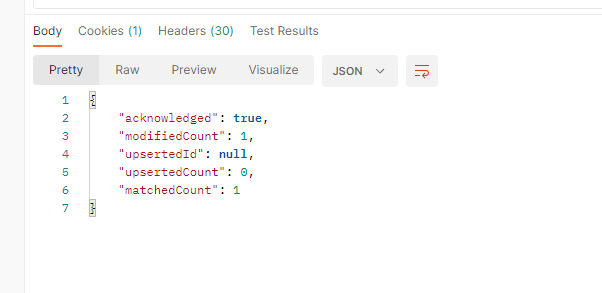 Body Cookies (1) Headers (30) Test Results
Pretty Raw Preview Visualize JSON
1 {
2 "acknowledged": true,
3 "modifiedCount": 1,
4 "upsertedId": null,
5 "upsertedCount": 0,
6 "matchedCount": 1
7 }